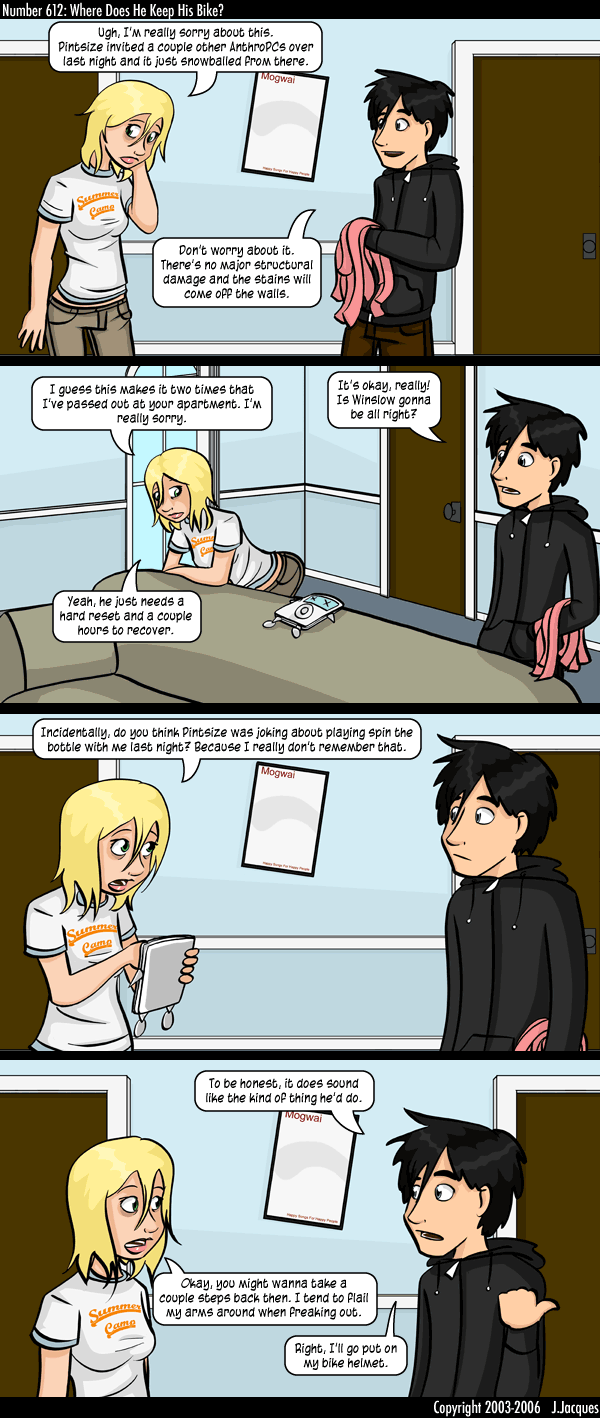 Number 612: Where Does He Keep His Bike?
Ugh, I'm really sorry about this.
Pintsize invited a couple other AnthroPCs over
last night and it just snowballed from there.
Mogwai
Happy Songs For Happy People
Summer
Camp
Don't worry about it.
There's no major structural
damage and the stains will
come off the walls.
I guess this makes it two times that
I've passed out at your apartment. I'm
really sorry.
It's okay, really!
Is Winslow gonna
be all right?
Summer
Camp
Yeah, he just needs a
hard reset and a couple
hours to recover.
Incidentally, do you think Pintsize was joking about playing spin the
bottle with me last night? Because I really don't remember that.
Mogwai
Happy Songs For Happy People
Summer
Camp
To be honest, it does sound
like the kind of thing he'd do.
Mogwai
Happy Songs For Happy People
Okay, you might wanna take a
couple steps back then. I tend to flail
my arms around when freaking out.
Summer
Camp
Right, I'll go put on
my bike helmet.
Copyright 2003-2006 J.Jacques